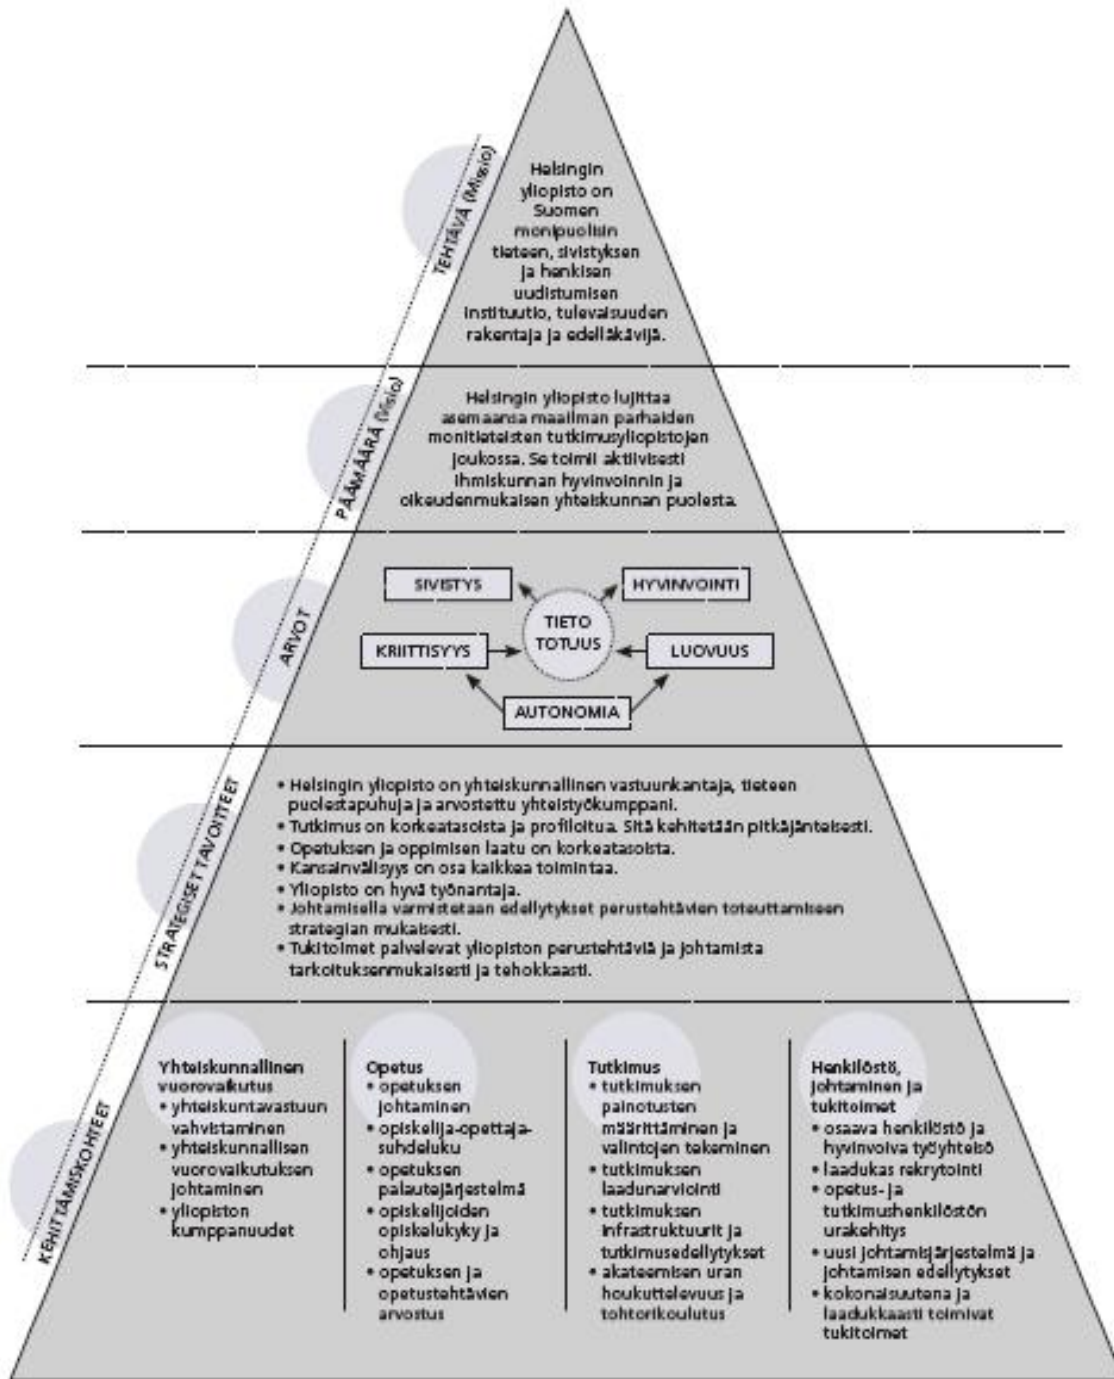 TEHTÄVÄ (Missio)
Helsingin
yliopisto on
Suomen
monipuolisin
tieteen, sivistyksen
ja henkisen
uudistumisen
instituutio, tulevaisuuden
rakentaja ja edelläkävijä.
PÄÄMÄÄRÄ (Visio)
Helsingin yliopisto lujittaa
asemaansa maailman parhaiden
monitieteisten tutkimusyliopistojen
joukossa. Se toimii aktiivisesti
ihmiskunnan hyvinvoinnin ja
oikeudenmukaisen yhteiskunnan puolesta.
ARVOT
SIVISTYS
HYVINVOINTI
TIETO
TOTUUS
KRIITTISYYS
LUOVUUS
AUTONOMIA
STRATEGISET TAVOITTEET
• Helsingin yliopisto on yhteiskunnallinen vastuunkantaja, tieteen
puolestapuhuja ja arvostettu yhteistyökumppani.
• Tutkimus on korkeatasoista ja profiloitua. Sitä kehitetään pitkäjänteisesti.
• Opetuksen ja oppimisen laatu on korkeatasoista.
• Kansainvälisyys on osa kaikkea toimintaa.
• Yliopisto on hyvä työnantaja.
• Johtamisella varmistetaan edellytykset perustehtävien toteuttamiseen
strategian mukaisesti.
• Tukitoimet palvelevat yliopiston perustehtäviä ja johtamista
tarkoituksenmukaisesti ja tehokkaasti.
KEHITTÄMISKOHTEET
Yhteiskunnallinen
vuorovaikutus
• yhteiskuntavastuun
vahvistaminen
• yhteiskunnallisen
vuorovaikutuksen
johtaminen
• yliopiston
kumppanuudet
Opetus
• opetuksen
johtaminen
• opiskelija-opettaja-
suhdeluku
• opetuksen
palautejärjestelmä
• opiskelijoiden
opiskelukyky ja
ohjaus
• opetuksen ja
opetustehtävien
arvostus
Tutkimus
• tutkimuksen
painotusten
määrittäminen ja
valintojen tekeminen
• tutkimuksen
laadunarviointi
• tutkimuksen
infrastruktuurit ja
tutkimusedellytykset
• akateemisen uran
houkuttelevuus ja
tohtorikoulutus
Henkilöstö,
johtaminen ja
tukitoimet
• osaava henkilöstö ja
hyvinvoiva työyhteisö
• laadukas rekrytointi
• opetus- ja
tutkimushenkilöstön
urakehitys
• uusi johtamisjärjestelmä ja
johtamisen edellytykset
• kokonaisuutena ja
laadukkaasti toimivat
tukitoimet